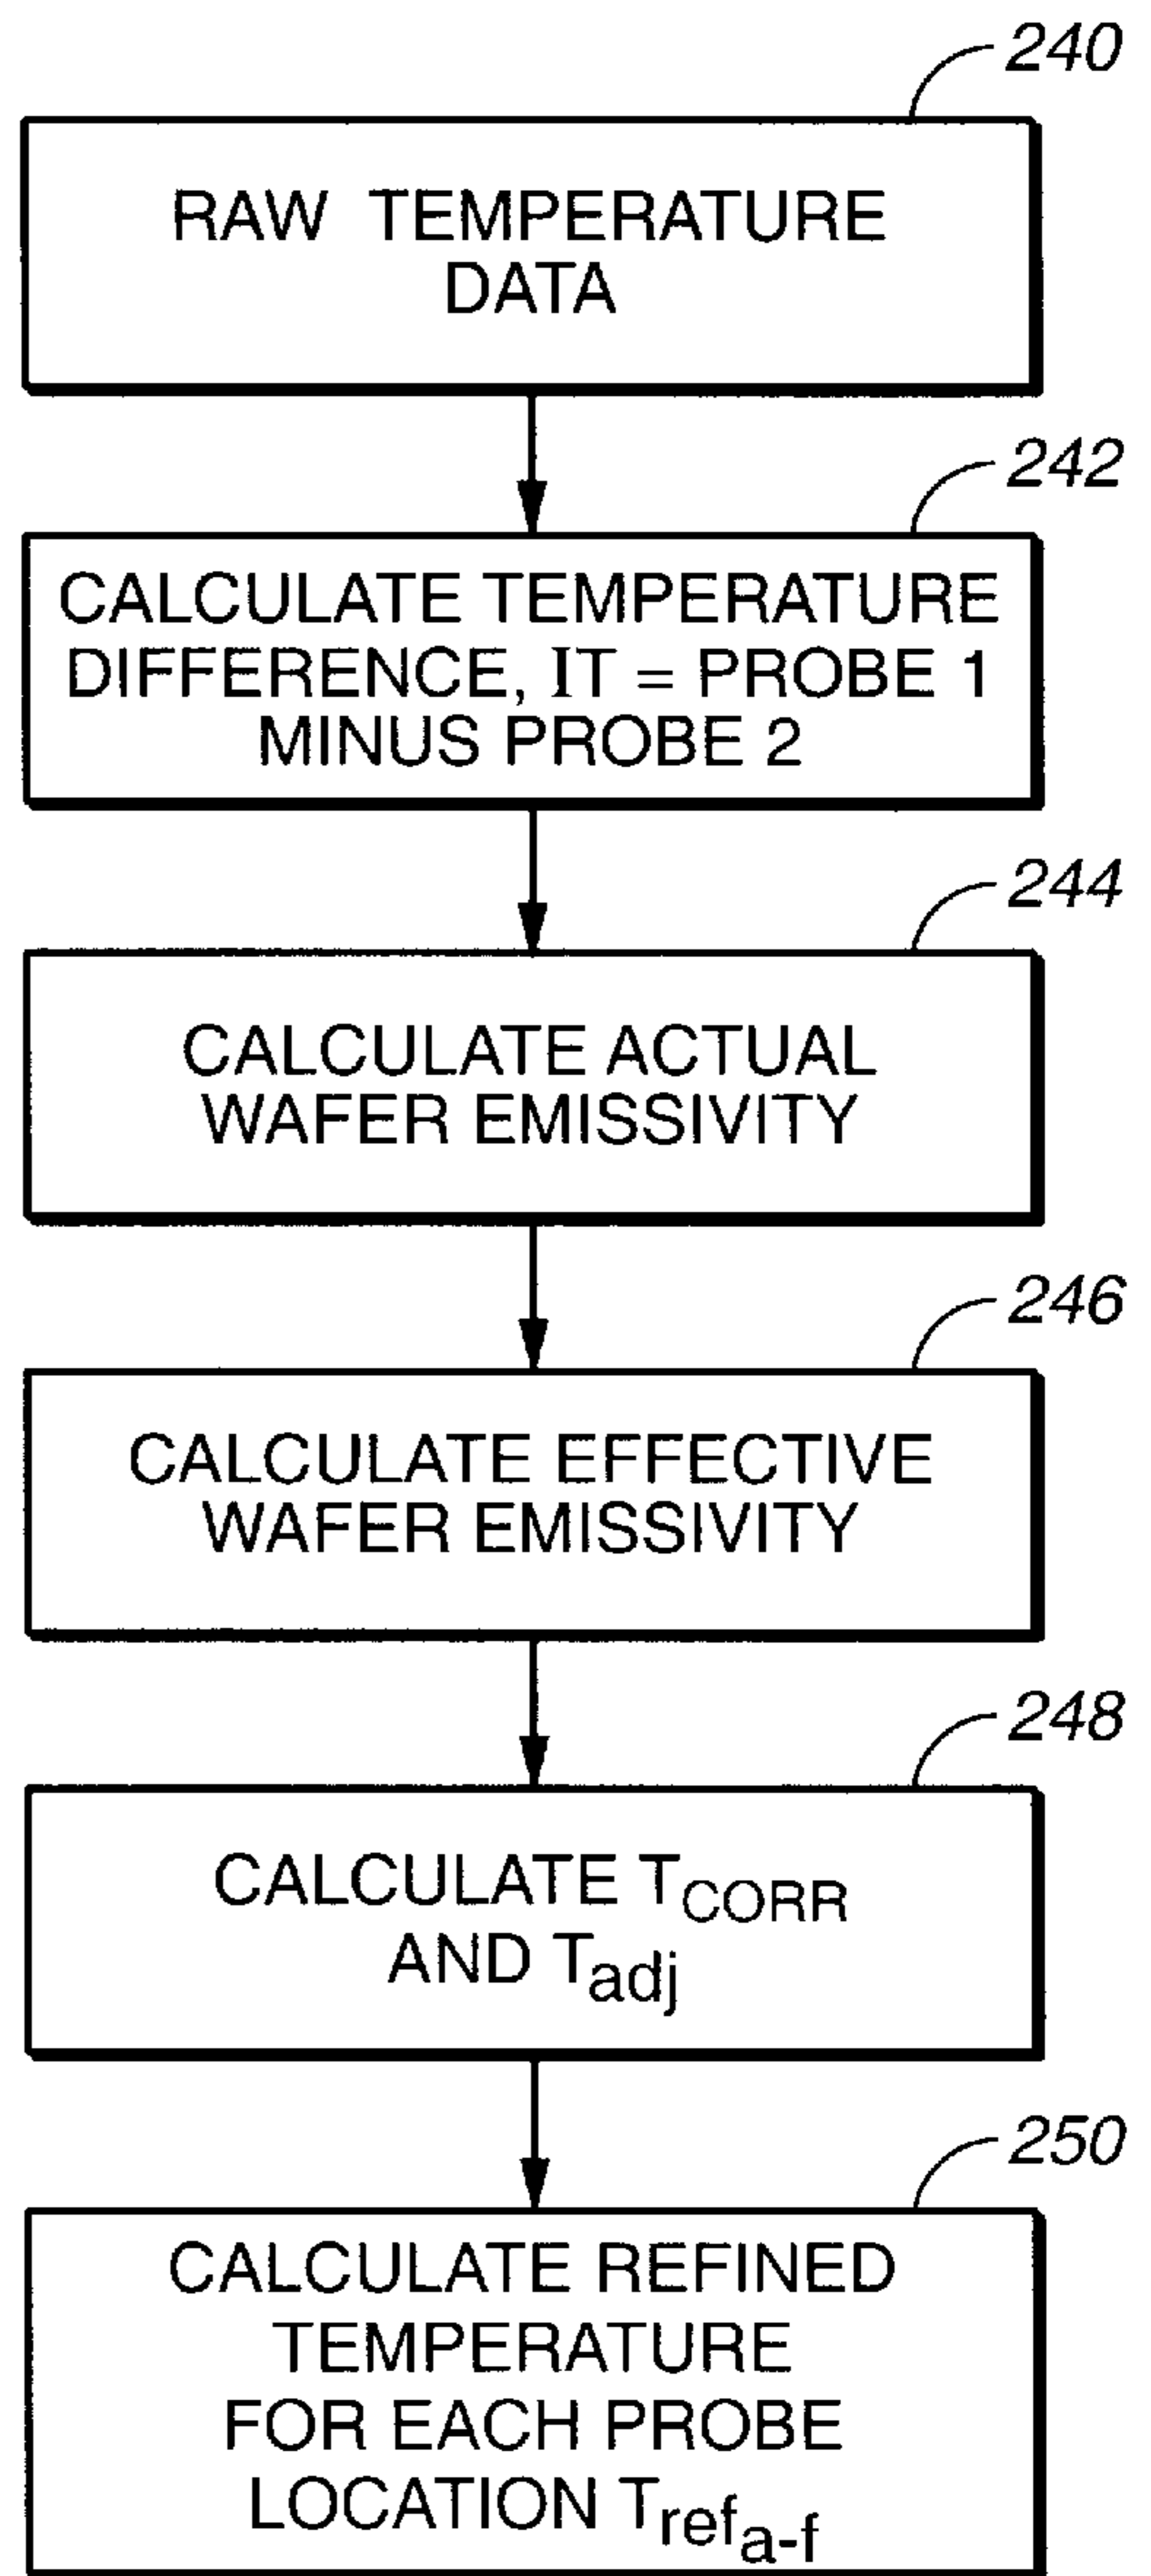 240
RAW TEMPERATURE
DATA
242
CALCULATE TEMPERATURE
DIFFERENCE, IT = PROBE 1
MINUS PROBE 2
244
CALCULATE ACTUAL
WAFER EMISSIVITY
246
CALCULATE EFFECTIVE
WAFER EMISSIVITY
248
CALCULATE TCORR
AND Tadj
250
CALCULATE REFINED
TEMPERATURE
FOR EACH PROBE
LOCATION Trefa-f